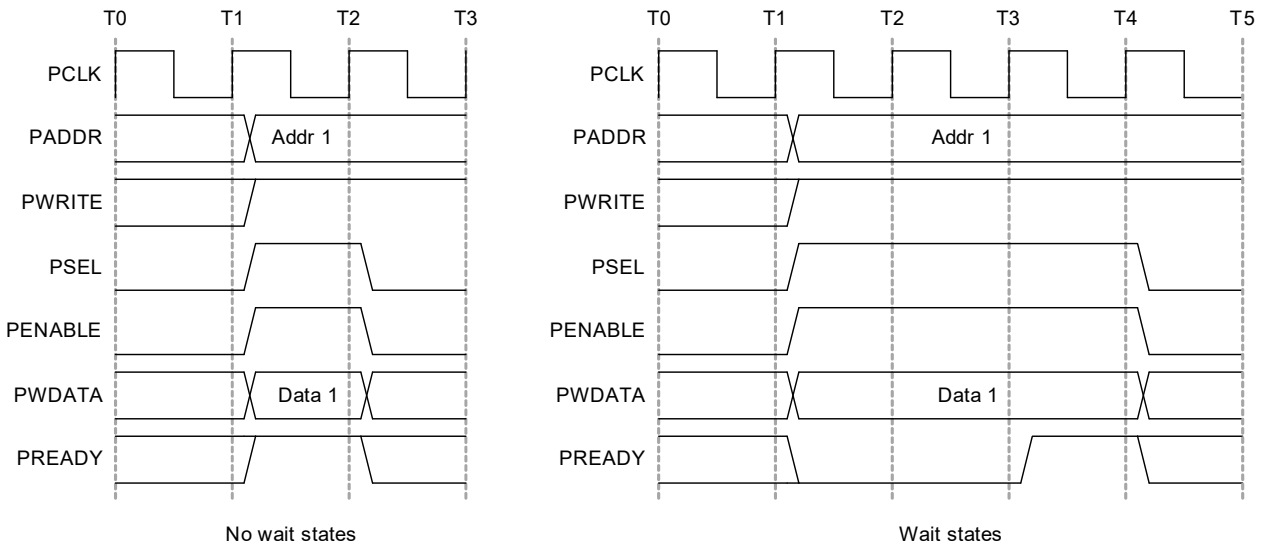 T0 T1 T2 T3
PCLK
PADDR Addr 1
PWRITE
PSEL
PENABLE
PWDATA Data 1
PREADY
No wait states
T0 T1 T2 T3 T4 T5
PCLK
PADDR Addr 1
PWRITE
PSEL
PENABLE
PWDATA Data 1
PREADY
Wait states